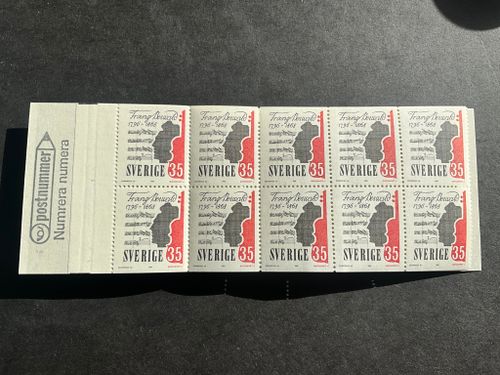 postnummer
Numrera numera
Franz Berwald Franz Berwald Franz Berwald Franz Berwald Franz Berwald
1796-1868 1796-1868 1796-1868 1796-1868 1796-1868
SVERIGE 35 SVERIGE 35 SVERIGE 35 SVERIGE 35 SVERIGE 35
Franz Berwald Franz Berwald Franz Berwald Franz Berwald Franz Berwald
1796-1868 1796-1868 1796-1868 1796-1868 1796-1868
SVERIGE 35 SVERIGE 35 SVERIGE 35 SVERIGE 35 SVERIGE 35